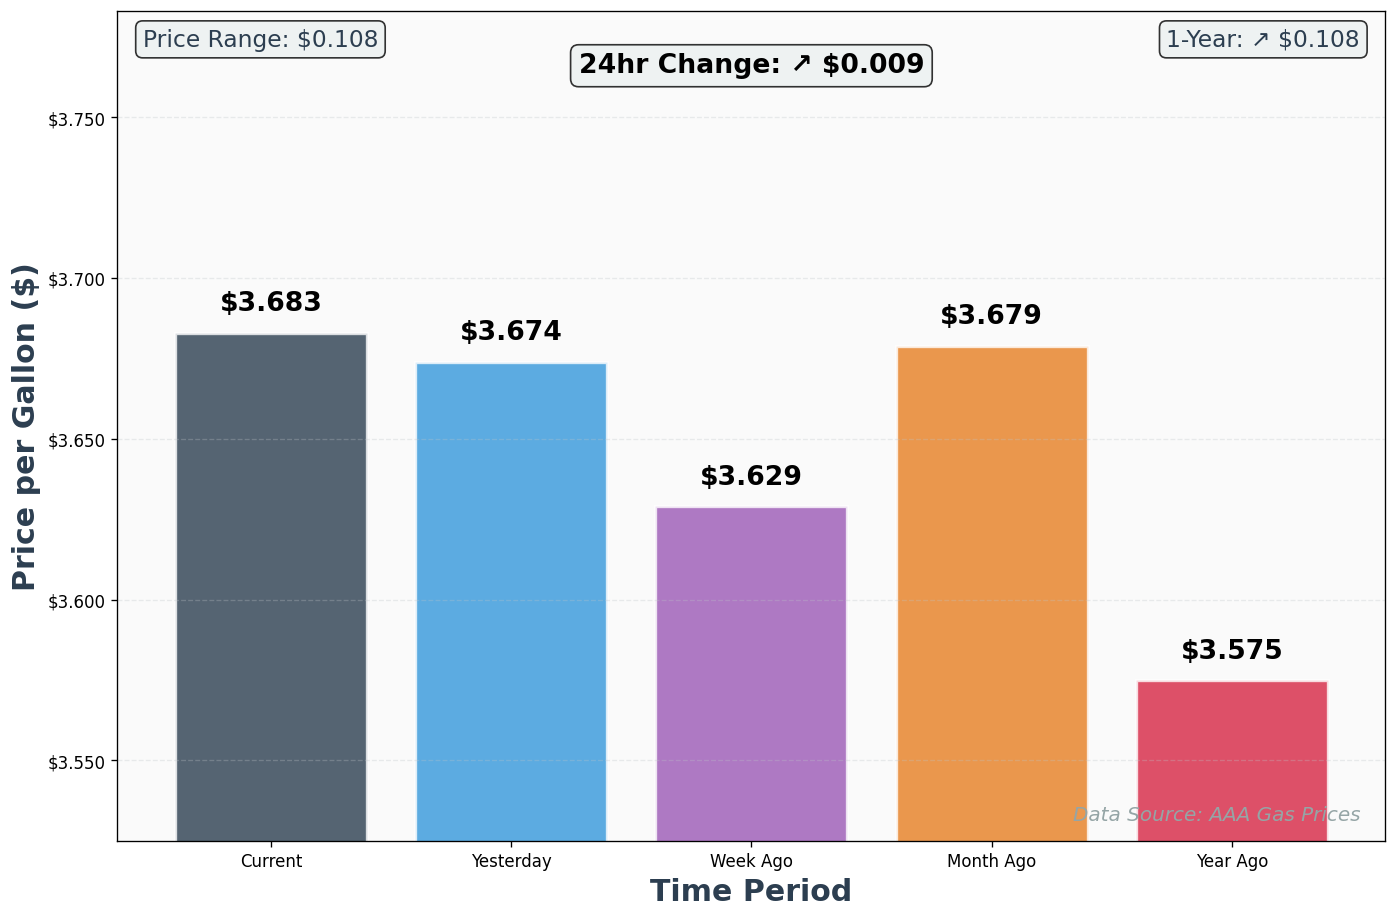 Price Range: $0.108
24hr Change: ↗ $0.009
1-Year: ↗ $0.108
Price per Gallon ($)
$3.750
$3.700
$3.650
$3.600
$3.550
$3.683
$3.674
$3.629
$3.679
$3.575
Data Source: AAA Gas Prices
Current
Yesterday
Week Ago
Month Ago
Year Ago
Time Period